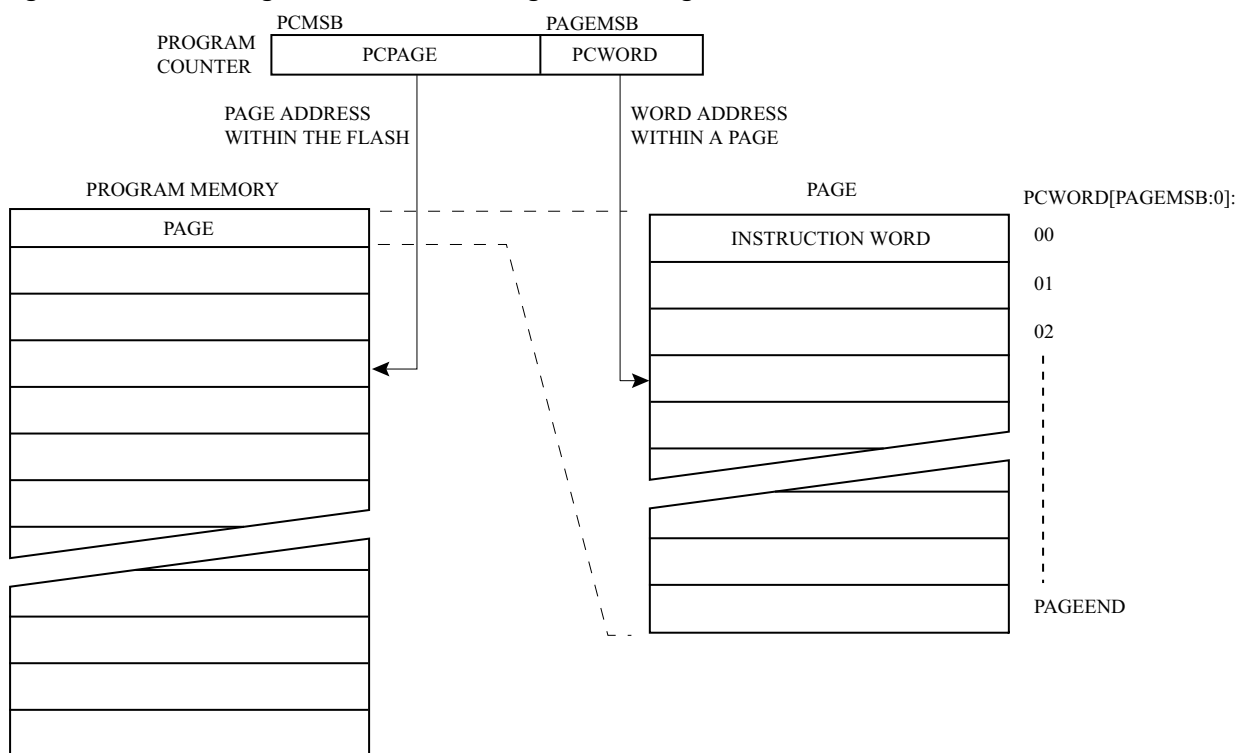 PCMSB
PAGEMSB
PROGRAM
COUNTER
PCPAGE
PCWORD
PAGE ADDRESS
WITHIN THE FLASH
WORD ADDRESS
WITHIN A PAGE
PROGRAM MEMORY
PAGE
PAGE
INSTRUCTION WORD
PCWORD[PAGEMSB:0]:
00
01
02
PAGEEND